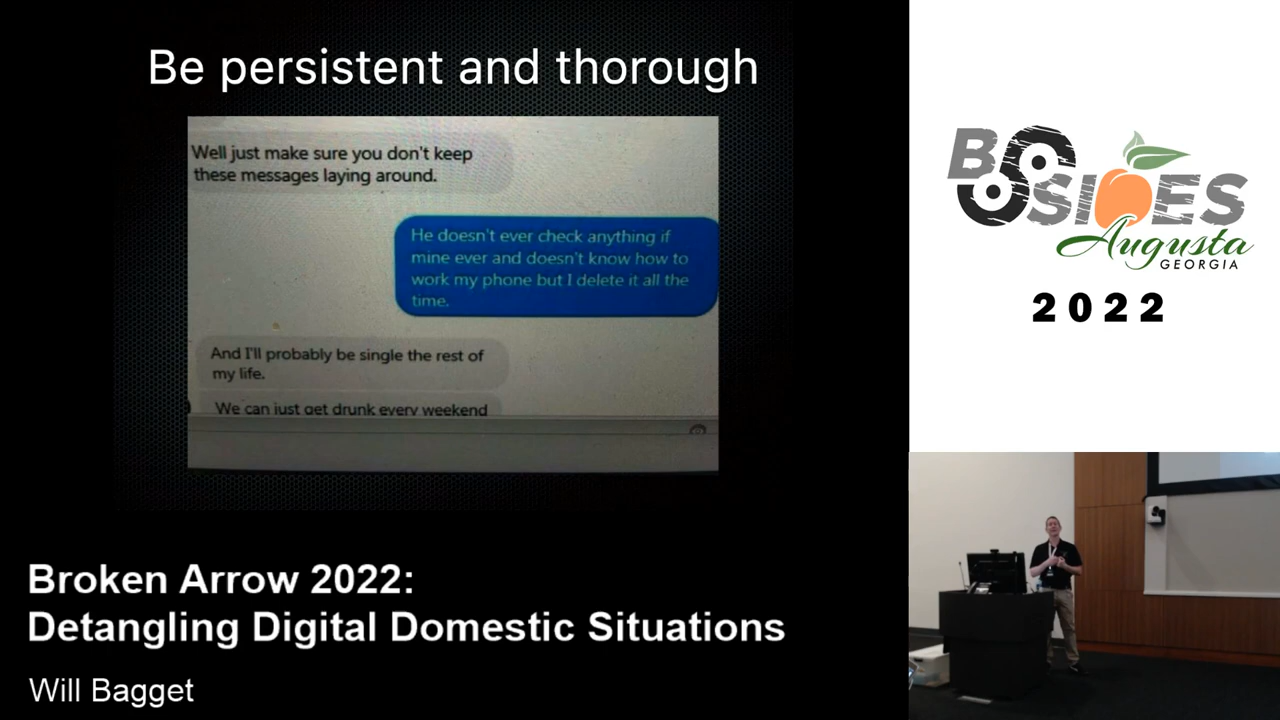 Be persistent and thorough
Well just make sure you don't keep
these messages laying around.
He doesn't ever check anything if
mine ever and doesn't know how to
work my phone but I delete it all the
time.
And I'll probably be single the rest of
my life.
We can just get drunk every weekend
Broken Arrow 2022:
Detangling Digital Domestic Situations
Will Bagget
BSIDES
Augusta
GEORGIA
2022